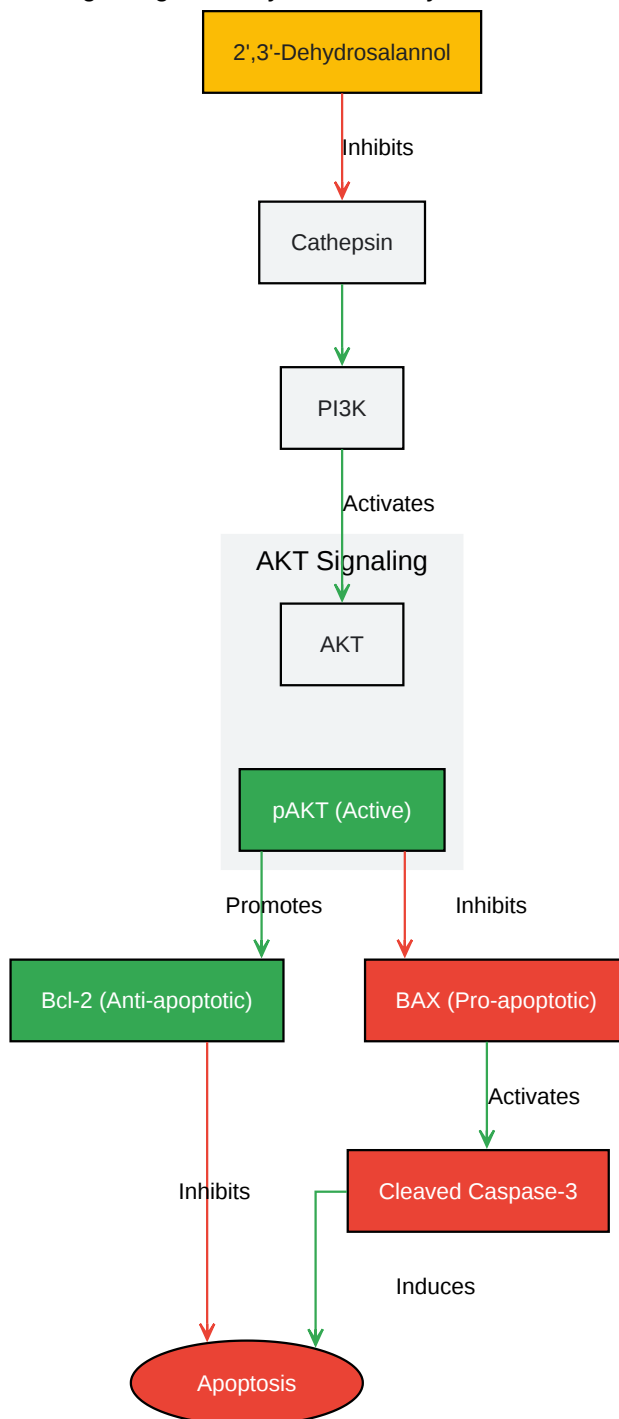 2',3'-Dehydrosalannol
Inhibits
Cathepsin
PI3K
Activates
AKT Signaling
AKT
pAKT (Active)
Promotes
Inhibits
Bcl-2 (Anti-apoptotic)
BAX (Pro-apoptotic)
Activates
Inhibits
Cleaved Caspase-3
Induces
Apoptosis